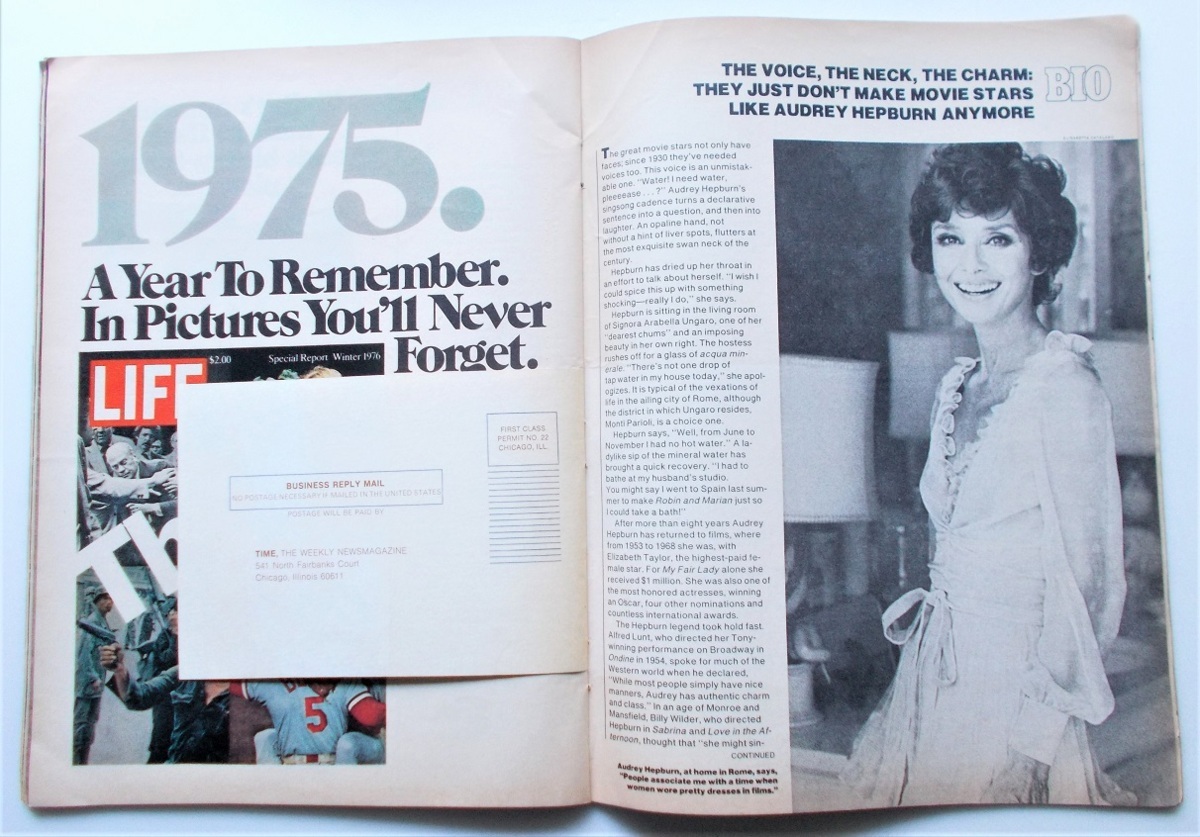 1975.
A Year To Remember.
In Pictures You'll Never
Forget.
LIFE
$2.00
Special Report Winter 1976
Th
5
FIRST CLASS
PERMIT NO. 22
CHICAGO, ILL.
BUSINESS REPLY MAIL
NO POSTAGE NECESSARY IF MAILED IN THE UNITED STATES
POSTAGE WILL BE PAID BY
TIME, THE WEEKLY NEWSMAGAZINE
541 North Fairbanks Court
Chicago, Illinois 60611
THE VOICE, THE NECK, THE CHARM:
THEY JUST DON'T MAKE MOVIE STARS
LIKE AUDREY HEPBURN ANYMORE
BIO
The great movie stars not only have
faces; since 1930 they've needed
voices too. This voice is an unmistak-
able one. "Water! I need water,
pleeeease . . . ?" Audrey Hepburn's
singsong cadence turns a declarative
sentence into a question, and then into
laughter. An opaline hand, not
without a hint of liver spots, flutters at
the most exquisite swan neck of the
century.
Hepburn has dried up her throat in
an effort to talk about herself. "I wish I
could spice this up with something
shocking—really I do," she says.
Hepburn is sitting in the living room
of Signora Arabella Ungaro, one of her
"dearest chums" and an imposing
beauty in her own right. The hostess
rushes off for a glass of acqua min-
erale. "There's not one drop of
tap water in my house today," she apol-
ogizes. It is typical of the vexations of
life in the ailing city of Rome, although
the district in which Ungaro resides,
Monti Parioli, is a choice one.
Hepburn says, "Well, from June to
November I had no hot water." A la-
dylike sip of the mineral water has
brought a quick recovery. "I had to
bathe at my husband's studio.
You might say I went to Spain last sum-
mer to make Robin and Marian just so
I could take a bath!"
After more than eight years Audrey
Hepburn has returned to films, where
from 1953 to 1968 she was, with
Elizabeth Taylor, the highest-paid fe-
male star. For My Fair Lady alone she
received $1 million. She was also one of
the most honored actresses, winning
an Oscar, four other nominations and
countless international awards.
The Hepburn legend took hold fast.
Alfred Lunt, who directed her Tony-
winning performance on Broadway in
Ondine in 1954, spoke for much of the
Western world when he declared,
"While most people simply have nice
manners, Audrey has authentic charm
and class." In an age of Monroe and
Mansfield, Billy Wilder, who directed
Hepburn in Sabrina and Love in the Af-
ternoon, thought that "she might sin-
CONTINUED
Audrey Hepburn, at home in Rome, says,
"People associate me with a time when
women wore pretty dresses in films."